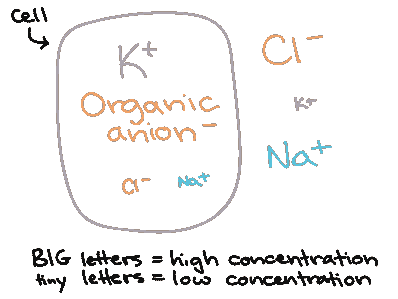 cell
K⁺
Organic
anion⁻
Cl⁻ Na⁺
Cl⁻
K⁺
Na⁺
BIG letters = high concentration
tiny letters = low concentration